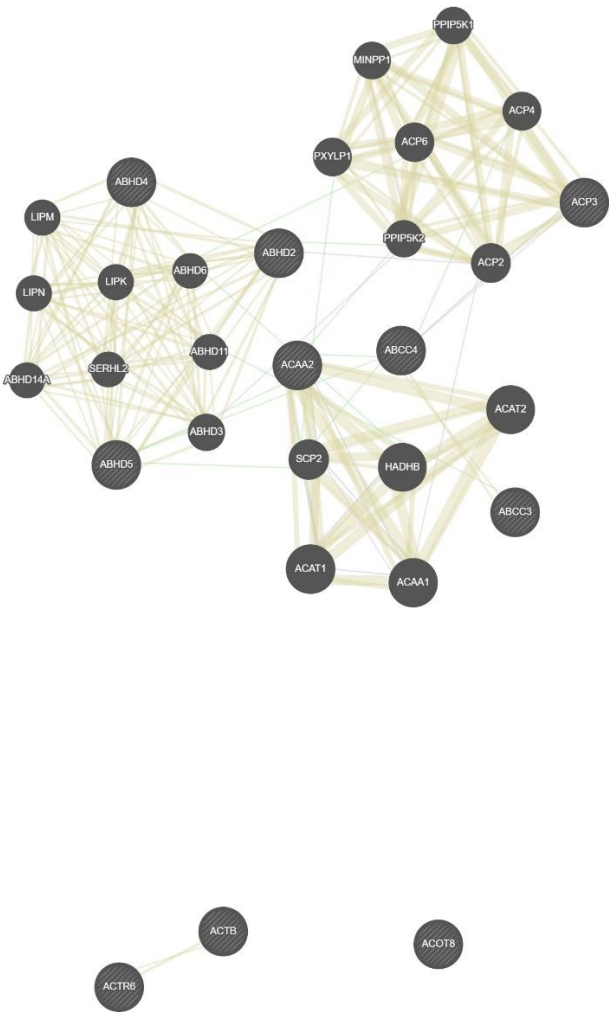 PPIP5K1
MINPP1
ACP4
ACP6
PXYLP1
ABHD4
ACP3
LIPM
PPIP5K2
ABHD2
ACP2
ABHD6
LIPK
LIPN
ABCC4
ABHD11
ACAA2
SERHL2
ABHD14A
ACAT2
ABHD3
SCP2
HADHB
ABHD5
ABCC3
ACAT1
ACAA1
ACTB
ACOT8
ACTR6